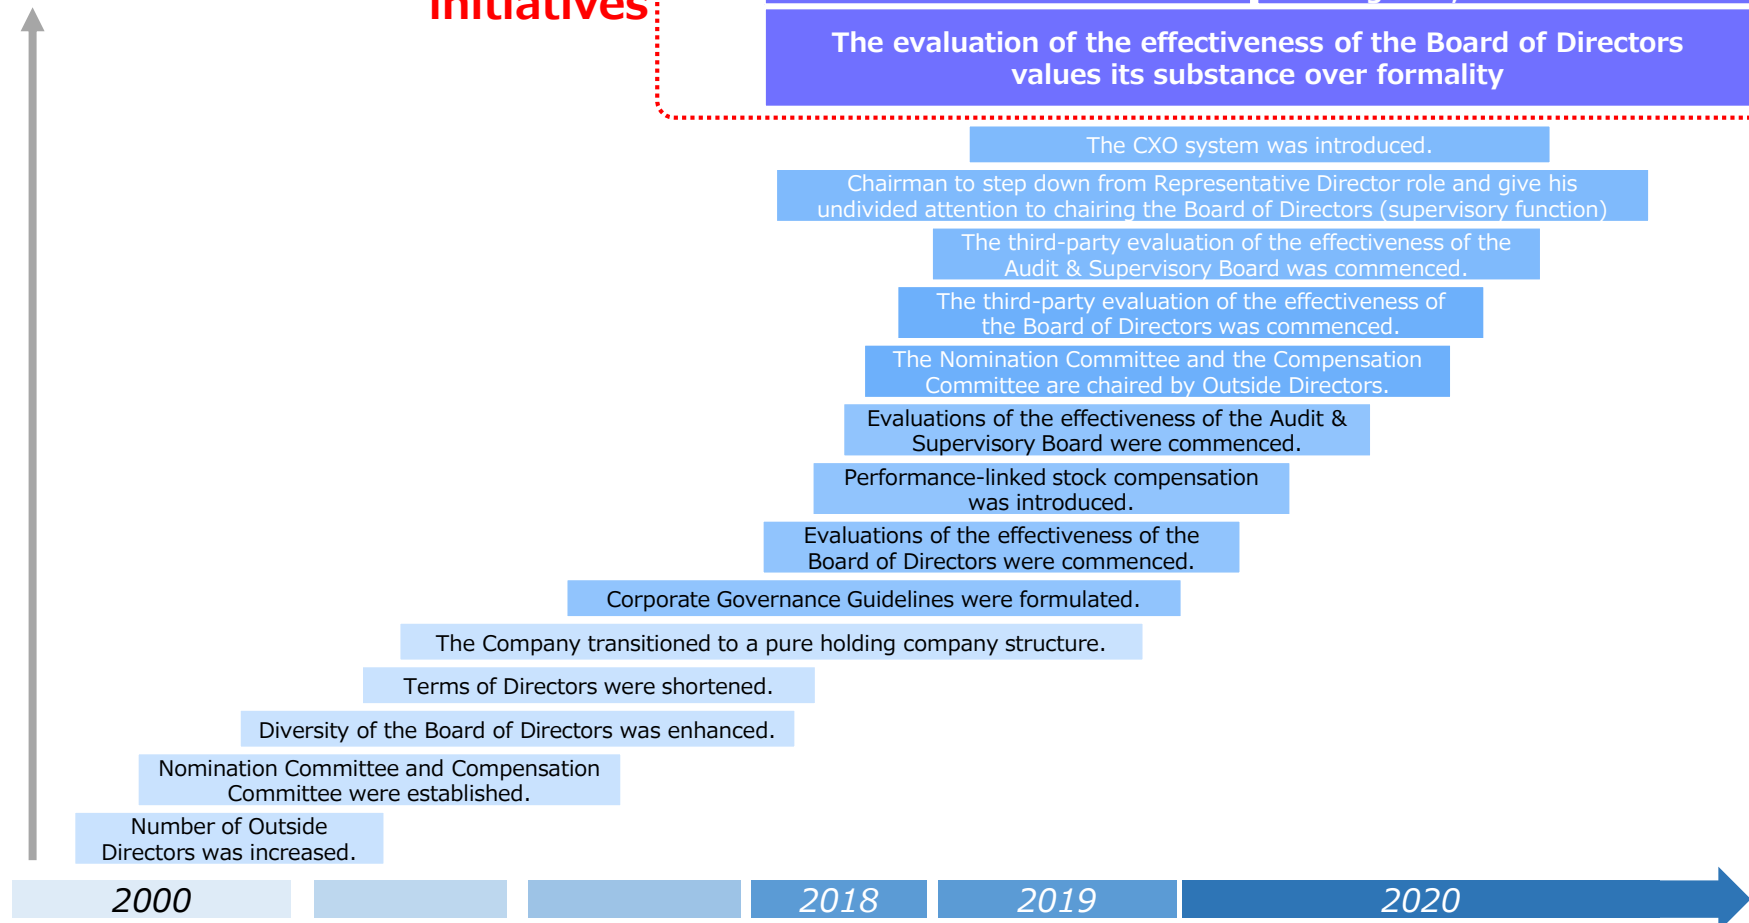 initiatives
The evaluation of the effectiveness of the Board of Directors
values its substance over formality
The CXO system was introduced.
Chairman to step down from Representative Director role and give his
undivided attention to chairing the Board of Directors (supervisory function)
The third-party evaluation of the effectiveness of the
Audit & Supervisory Board was commenced.
The third-party evaluation of the effectiveness of
the Board of Directors was commenced.
The Nomination Committee and the Compensation
Committee are chaired by Outside Directors.
Evaluations of the effectiveness of the Audit &
Supervisory Board were commenced.
Performance-linked stock compensation
was introduced.
Evaluations of the effectiveness of the
Board of Directors were commenced.
Corporate Governance Guidelines were formulated.
The Company transitioned to a pure holding company structure.
Terms of Directors were shortened.
Diversity of the Board of Directors was enhanced.
Nomination Committee and Compensation
Committee were established.
Number of Outside
Directors was increased.
2000
2018
2019
2020